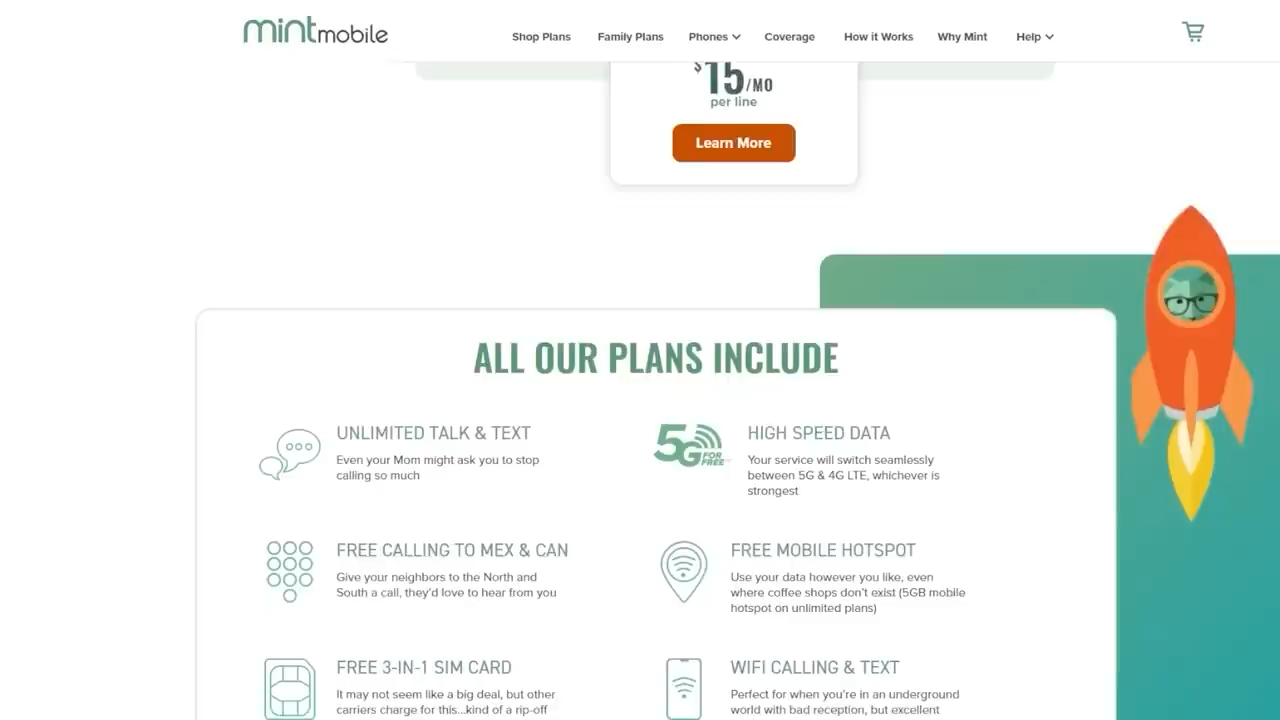 mintmobile
Shop Plans Family Plans Phones Coverage How it Works Why Mint Help
$15/MO
per line
Learn More
ALL OUR PLANS INCLUDE
UNLIMITED TALK & TEXT
Even your Mom might ask you to stop
calling so much
5G FOR FREE
HIGH SPEED DATA
Your service will switch seamlessly
between 5G & 4G LTE, whichever is
strongest
FREE CALLING TO MEX & CAN
Give your neighbors to the North and
South a call, they'd love to hear from you
FREE MOBILE HOTSPOT
Use your data however you like, even
where coffee shops don't exist (5GB mobile
hotspot on unlimited plans)
FREE 3-IN-1 SIM CARD
It may not seem like a big deal, but other
carriers charge for this...kind of a rip-off
WIFI CALLING & TEXT
Perfect for when you're in an underground
world with bad reception, but excellent